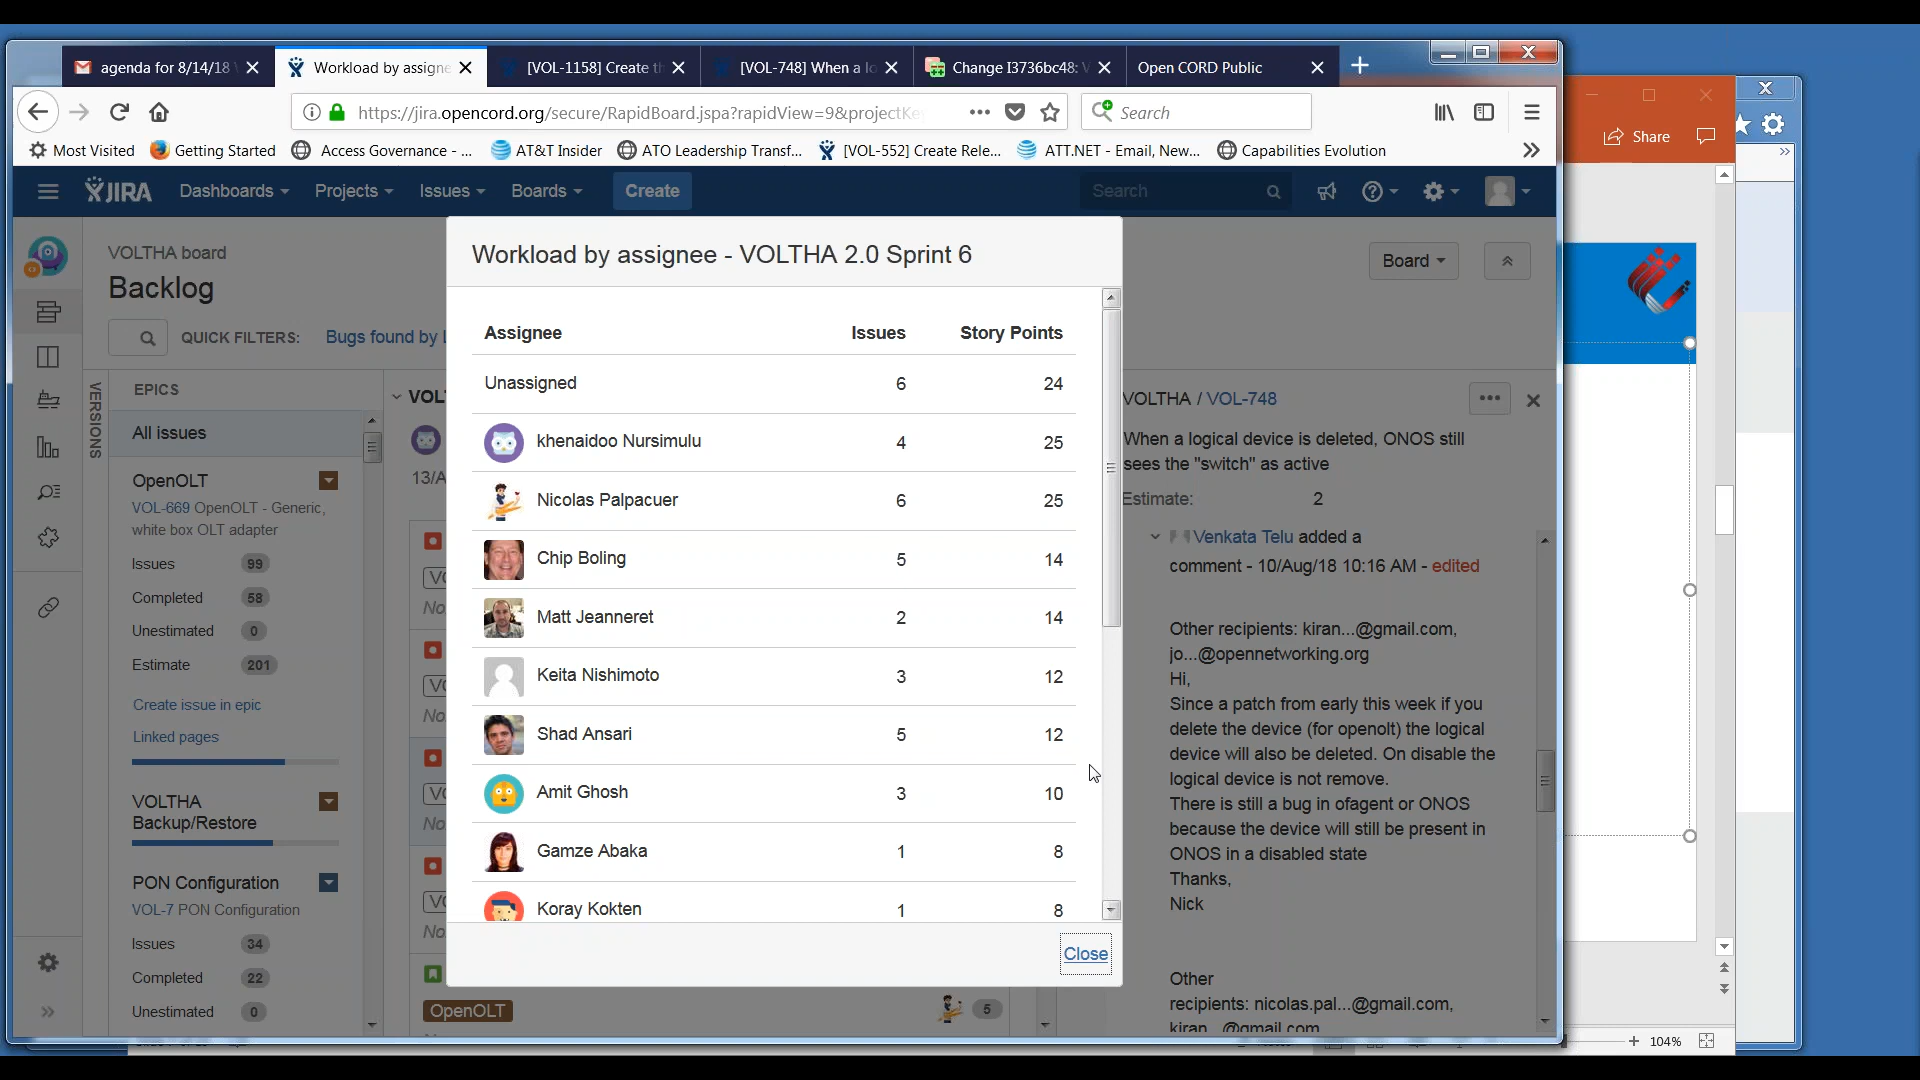 agenda for 8/14/18
Workload by assigne
[VOL-1158] Create t
[VOL-748] When a lo
Change I3736bc48:
Open CORD Public
https://jira.opencord.org/secure/RapidBoard.jspa?rapidView=9&projectKe
Search
Most Visited
Getting Started
Access Governance - ...
AT&T Insider
ATO Leadership Transf...
[VOL-552] Create Rele...
ATT.NET - Email, New...
Capabilities Evolution
Share
JIRA
Dashboards
Projects
Issues
Boards
Create
Search
VOLTHA board
Backlog
Board
QUICK FILTERS:
Bugs found by
VERSIONS
EPICS
All issues
OpenOLT
VOL-669 OpenOLT - Generic,
white box OLT adapter
Issues 99
Completed 58
Unestimated 0
Estimate 201
Create issue in epic
Linked pages
VOLTHA
Backup/Restore
PON Configuration
VOL-7 PON Configuration
Issues 34
Completed 22
Unestimated 0
VOL
13/A
No
No
No
No
OpenOLT 5
Workload by assignee - VOLTHA 2.0 Sprint 6
Assignee Issues Story Points
Unassigned 6 24
khenaidoo Nursimulu 4 25
Nicolas Palpacuer 6 25
Chip Boling 5 14
Matt Jeanneret 2 14
Keita Nishimoto 3 12
Shad Ansari 5 12
Amit Ghosh 3 10
Gamze Abaka 1 8
Koray Kokten 1 8
Close
VOLTHA / VOL-748
When a logical device is deleted, ONOS still
sees the "switch" as active
Estimate: 2
Venkata Telu added a
comment - 10/Aug/18 10:16 AM - edited
Other recipients: kiran...@gmail.com,
jo...@opennetworking.org
Hi,
Since a patch from early this week if you
delete the device (for openolt) the logical
device will also be deleted. On disable the
logical device is not remove.
There is still a bug in ofagent or ONOS
because the device will still be present in
ONOS in a disabled state
Thanks,
Nick
Other
recipients: nicolas.pal...@gmail.com,
kiran...@gmail.com
104%